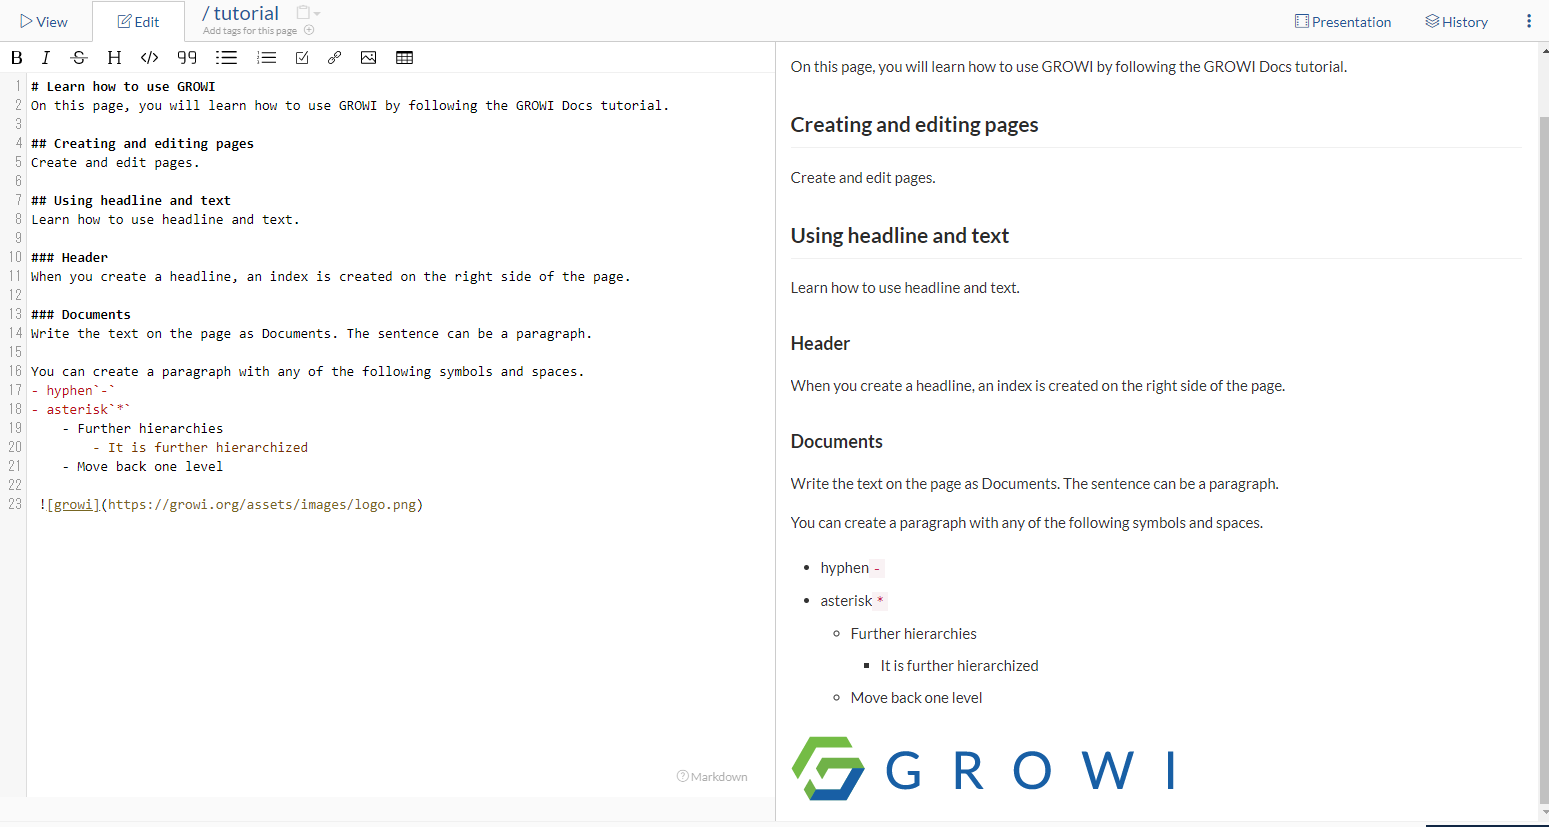 View
Edit
/ tutorial
Add tags for this page
Presentation
History
B I S H </> 99
1 # Learn how to use GROWI
2 On this page, you will learn how to use GROWI by following the GROWI Docs tutorial.
3
4 ## Creating and editing pages
5 Create and edit pages.
6
7 ## Using headline and text
8 Learn how to use headline and text.
9
10 ### Header
11 When you create a headline, an index is created on the right side of the page.
12
13 ### Documents
14 Write the text on the page as Documents. The sentence can be a paragraph.
15
16 You can create a paragraph with any of the following symbols and spaces.
17 - hyphen`-`
18 - asterisk`*`
19     - Further hierarchies
20         - It is further hierarchized
21     - Move back one level
22
23  ![growi](https://growi.org/assets/images/logo.png)
Markdown
On this page, you will learn how to use GROWI by following the GROWI Docs tutorial.
Creating and editing pages
Create and edit pages.
Using headline and text
Learn how to use headline and text.
Header
When you create a headline, an index is created on the right side of the page.
Documents
Write the text on the page as Documents. The sentence can be a paragraph.
You can create a paragraph with any of the following symbols and spaces.
• hyphen -
• asterisk *
◦ Further hierarchies
▪ It is further hierarchized
◦ Move back one level
GROWI